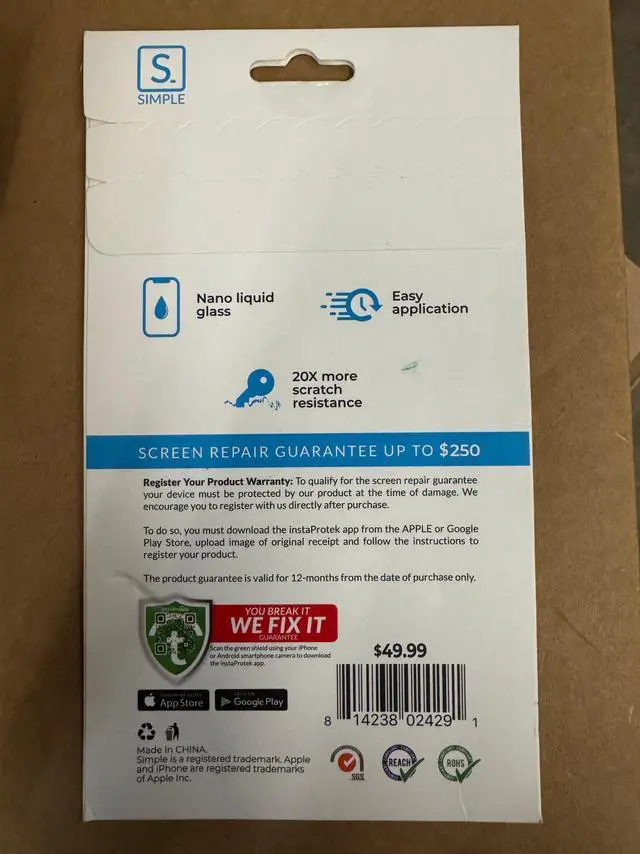 S.
SIMPLE
Nano liquid
glass
Easy
application
20X more
scratch
resistance
SCREEN REPAIR GUARANTEE UP TO $250
Register Your Product Warranty: To qualify for the screen repair guarantee
your device must be protected by our product at the time of damage. We
encourage you to register with us directly after purchase.
To do so, you must download the instaProtek app from the APPLE or Google
Play Store, upload image of original receipt and follow the instructions to
register your product.
The product guarantee is valid for 12-months from the date of purchase only.
YOU BREAK IT
WE FIX IT
GUARANTEE
Scan the green shield using your iPhone
or Android smartphone camera to download
the instaProtek app.
$49.99
App Store
Google Play
8 14238 02429 1
Made in CHINA.
Simple is a registered trademark. Apple
and iPhone are registered trademarks
of Apple Inc.
SGS
REACH
ROHS